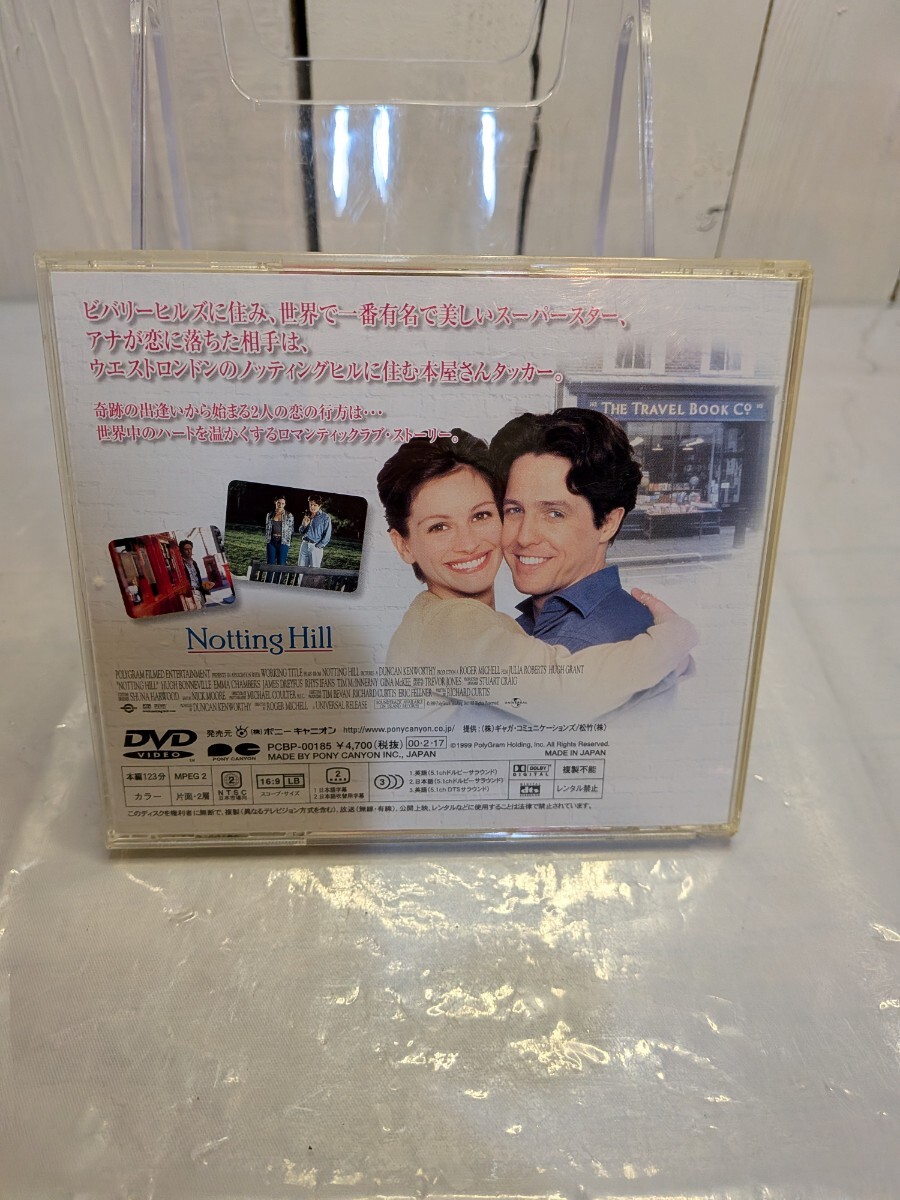 ビバリーヒルズに住み、世界で一番有名で美しいスーパースター、
アナが恋に落ちた相手は、
ウエストロンドンのノッティングヒルに住む本屋さんタッカー。
奇跡の出逢いから始まる2人の恋の行方は…
世界中のハートを温かくするロマンティックラブ・ストーリー。
THE TRAVEL BOOK Co
Notting Hill
POLYGRAM FILMED ENTERTAINMENT WORKING TITLE NOTTING HILL DUNCAN KENWORTHY ROGER MICHELL JULIA ROBERTS HUGH GRANT
"NOTTING HILL" HUGH BONNEVILLE EMMA CHAMBERS JAMES DREYFUS RHYS IFANS TIM McINNERNY GINA McKEE TREVOR JONES STUART CRAIG
SHUNA HARWOOD NICK MOORE MICHAEL COULTER TIM BEVAN RICHARD CURTIS ERIC FELLNER RICHARD CURTIS
DUNCAN KENWORTHY ROGER MICHELL A UNIVERSAL RELEASE
UNIVERSAL
DVD VIDEO
発売元 (株)ポニーキャニオン http://www.ponycanyon.co.jp/ 提供:(株)ギャガ・コミュニケーションズ/松竹(株)
PONY CANYON
PCBP-00185 ¥4,700(税抜) 00・2・17 ©1999 PolyGram Holding, Inc. All Rights Reserved.
MADE BY PONY CANYON INC., JAPAN MADE IN JAPAN
本編123分 MPEG 2
カラー 片面・2層
2 NTSC 日本市場向
16:9 LB スコープ・サイズ
2
1 日本語字幕
2 日本語吹替用字幕
3
1.英語(5.1chドルビーサラウンド)
2.日本語(5.1chドルビーサラウンド)
3.英語(5.1ch DTSサラウンド)
DOLBY DIGITAL
dts
複製不能
レンタル禁止
このディスクを権利者に無断で、複製(異なるテレビジョン方式を含む)、放送(無線・有線)、公開上映、レンタルなどに使用することは法律で禁止されています。